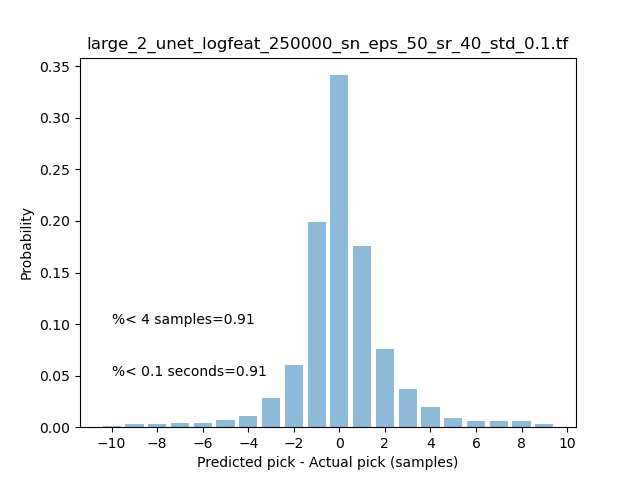 large_2_unet_logfeat_250000_sn_eps_50_sr_40_std_0.1.tf
0.35
0.30
0.25
0.20
0.15
0.10
0.05
0.00
Probability
%< 4 samples=0.91
%< 0.1 seconds=0.91
−10 −8 −6 −4 −2 0 2 4 6 8 10
Predicted pick - Actual pick (samples)